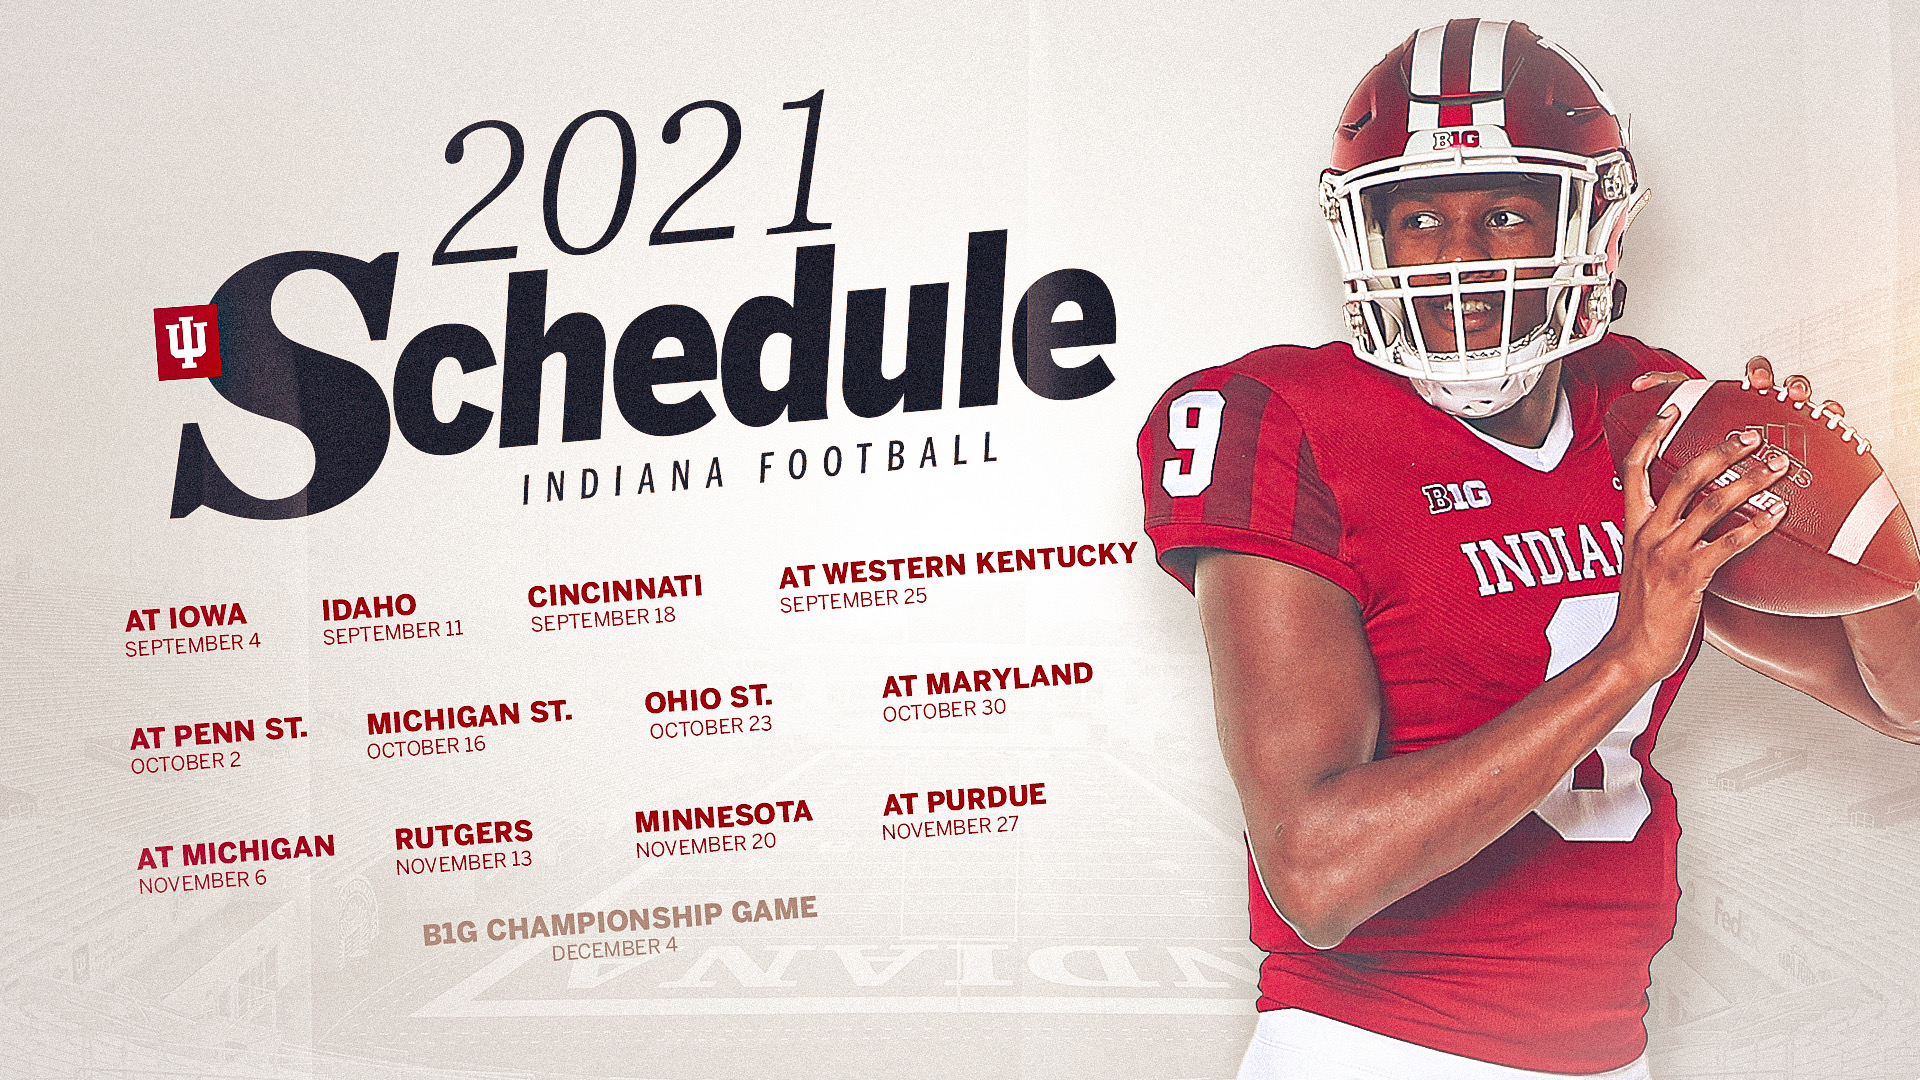 2021
Schedule
INDIANA FOOTBALL
IU
AT IOWA
SEPTEMBER 4
IDAHO
SEPTEMBER 11
CINCINNATI
SEPTEMBER 18
AT WESTERN KENTUCKY
SEPTEMBER 25
AT PENN ST.
OCTOBER 2
MICHIGAN ST.
OCTOBER 16
OHIO ST.
OCTOBER 23
AT MARYLAND
OCTOBER 30
AT MICHIGAN
NOVEMBER 6
RUTGERS
NOVEMBER 13
MINNESOTA
NOVEMBER 20
AT PURDUE
NOVEMBER 27
B1G CHAMPIONSHIP GAME
DECEMBER 4
B1G
9
B1G
INDIAN
9